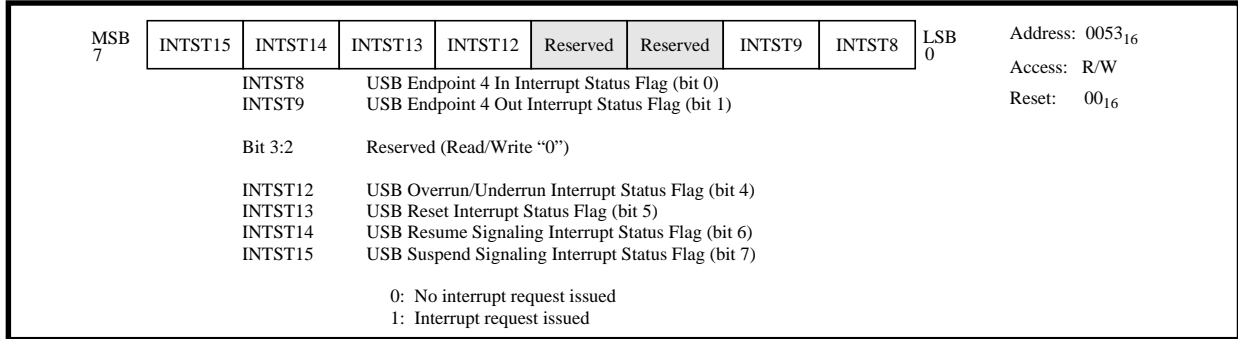 MSB 7 INTST15 INTST14 INTST13 INTST12 Reserved Reserved INTST9 INTST8 LSB 0
Address: 0053₁₆
Access: R/W
Reset: 00₁₆
INTST8 USB Endpoint 4 In Interrupt Status Flag (bit 0)
INTST9 USB Endpoint 4 Out Interrupt Status Flag (bit 1)
Bit 3:2 Reserved (Read/Write “0”)
INTST12 USB Overrun/Underrun Interrupt Status Flag (bit 4)
INTST13 USB Reset Interrupt Status Flag (bit 5)
INTST14 USB Resume Signaling Interrupt Status Flag (bit 6)
INTST15 USB Suspend Signaling Interrupt Status Flag (bit 7)
0: No interrupt request issued
1: Interrupt request issued